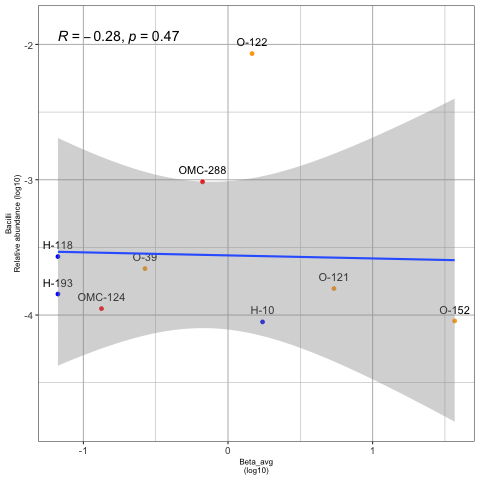 R = − 0.28, p = 0.47
O-122
-2
OMC-288
-3
H-118
O-39
H-193
OMC-124
O-121
H-10
O-152
-4
Bacilli
Relative abundance (log10)
-1
0
1
Beta_avg
(log10)